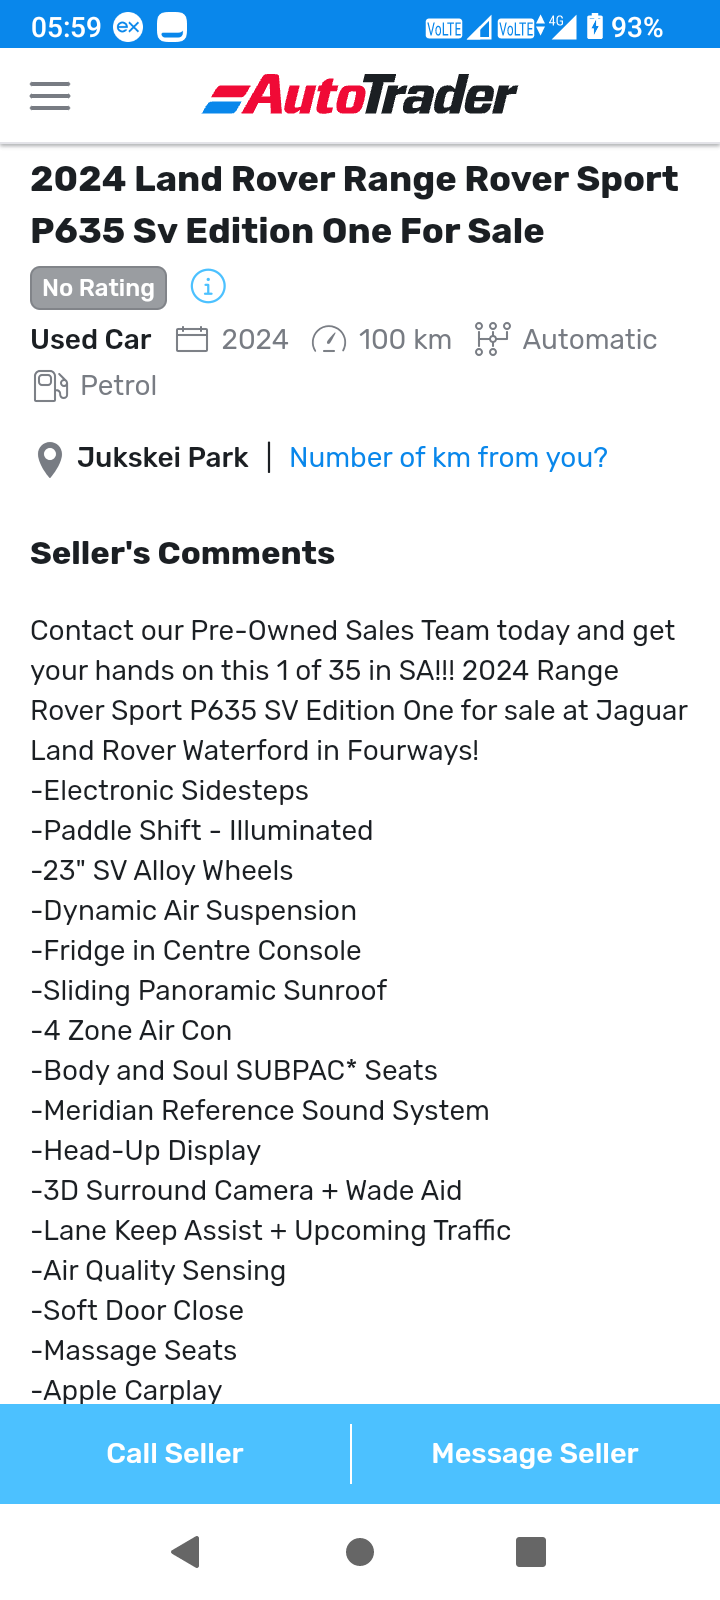 05:59 ex VoLTE VoLTE 4G 93%
AutoTrader
2024 Land Rover Range Rover Sport
P635 Sv Edition One For Sale
No Rating i
Used Car 2024 100 km Automatic
Petrol
Jukskei Park | Number of km from you?
Seller's Comments
Contact our Pre-Owned Sales Team today and get
your hands on this 1 of 35 in SA!!! 2024 Range
Rover Sport P635 SV Edition One for sale at Jaguar
Land Rover Waterford in Fourways!
-Electronic Sidesteps
-Paddle Shift - Illuminated
-23" SV Alloy Wheels
-Dynamic Air Suspension
-Fridge in Centre Console
-Sliding Panoramic Sunroof
-4 Zone Air Con
-Body and Soul SUBPAC* Seats
-Meridian Reference Sound System
-Head-Up Display
-3D Surround Camera + Wade Aid
-Lane Keep Assist + Upcoming Traffic
-Air Quality Sensing
-Soft Door Close
-Massage Seats
-Apple Carplay
Call Seller Message Seller